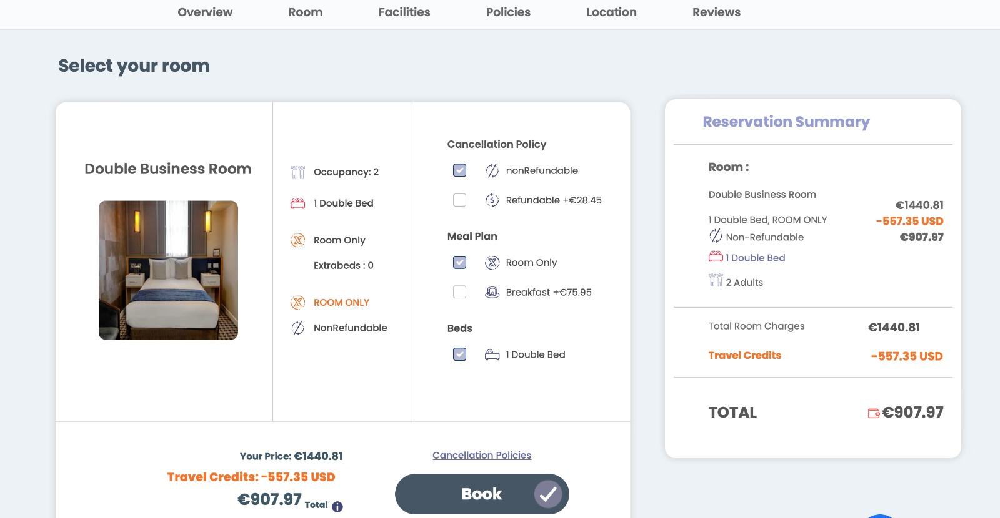 Overview Room Facilities Policies Location Reviews
Select your room
Double Business Room
Occupancy: 2
1 Double Bed
Room Only
Extrabeds : 0
ROOM ONLY
NonRefundable
Cancellation Policy
nonRefundable
Refundable +€28.45
Meal Plan
Room Only
Breakfast +€75.95
Beds
1 Double Bed
Your Price: €1440.81
Travel Credits: -557.35 USD
€907.97 Total
Cancellation Policies
Book
Reservation Summary
Room :
Double Business Room
€1440.81
1 Double Bed, ROOM ONLY
-557.35 USD
Non-Refundable
€907.97
1 Double Bed
2 Adults
Total Room Charges €1440.81
Travel Credits -557.35 USD
TOTAL €907.97